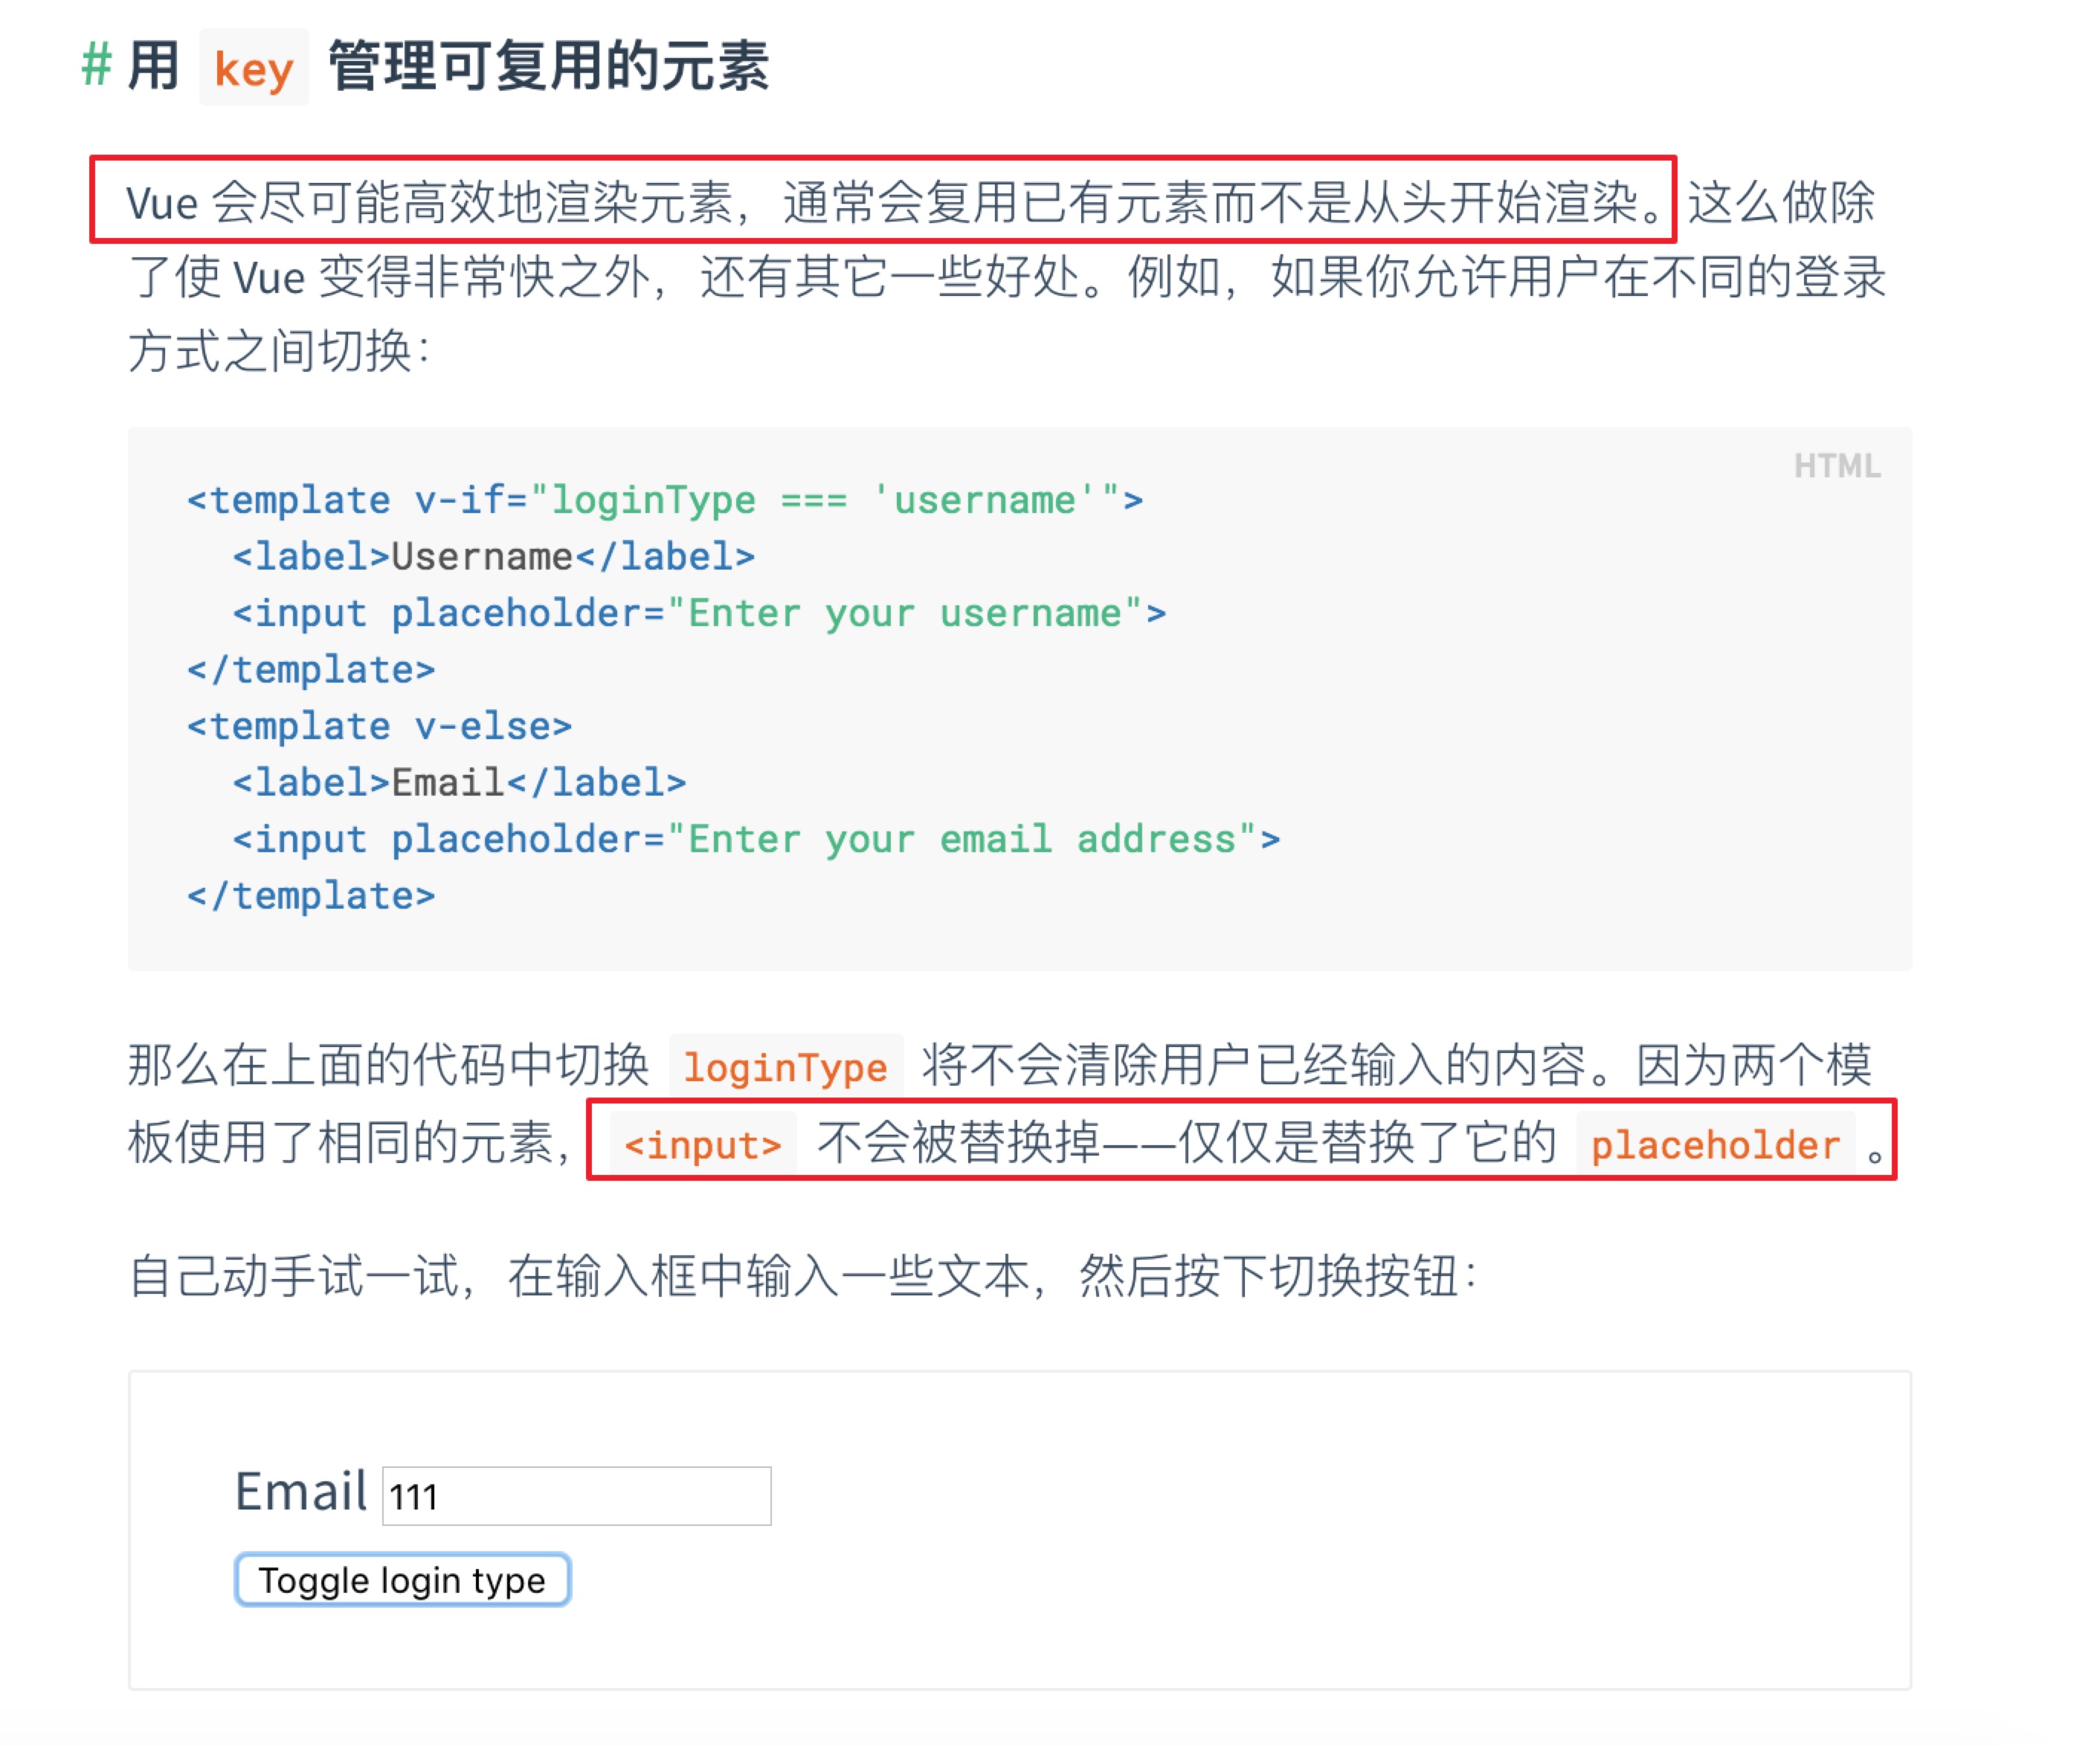 # 用 key 管理可复用的元素
Vue 会尽可能高效地渲染元素，通常会复用已有元素而不是从头开始渲染。这么做除
了使 Vue 变得非常快之外，还有其它一些好处。例如，如果你允许用户在不同的登录
方式之间切换：
HTML
<template v-if="loginType === 'username'">
  <label>Username</label>
  <input placeholder="Enter your username">
</template>
<template v-else>
  <label>Email</label>
  <input placeholder="Enter your email address">
</template>
那么在上面的代码中切换 loginType 将不会清除用户已经输入的内容。因为两个模
板使用了相同的元素，<input> 不会被替换掉——仅仅是替换了它的 placeholder 。
自己动手试一试，在输入框中输入一些文本，然后按下切换按钮：
Email 111
Toggle login type